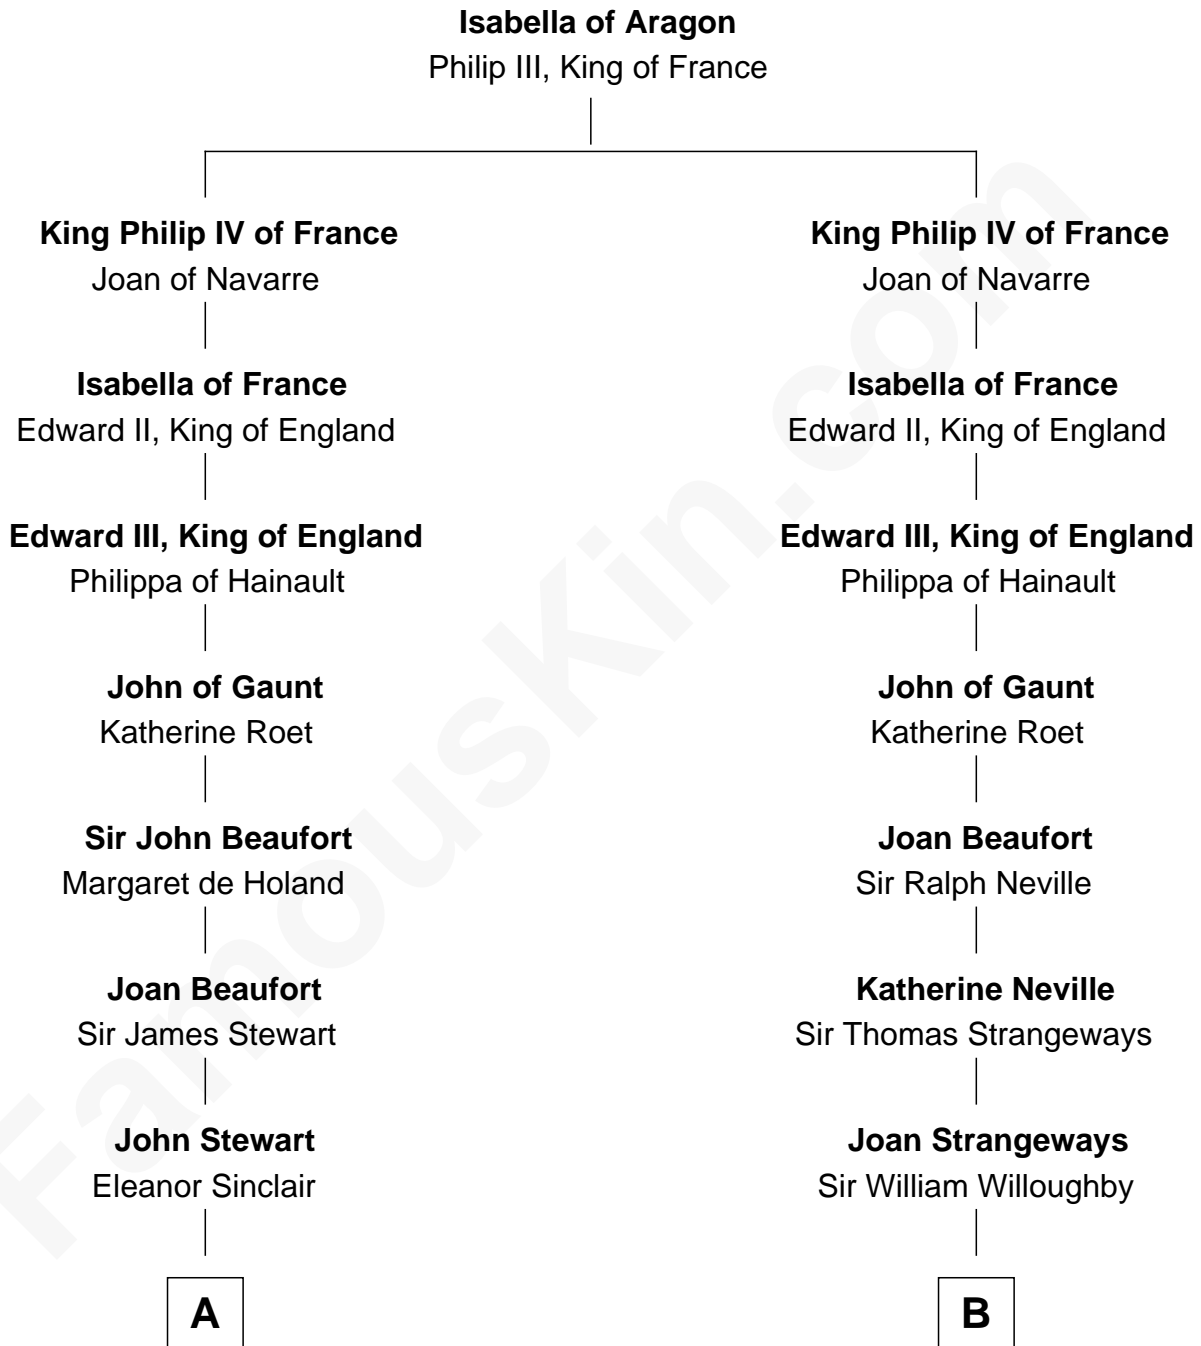 Isabella of Aragon
Philip III, King of France
King Philip IV of France
Joan of Navarre
Isabella of France
Edward II, King of England
Edward III, King of England
Philippa of Hainault
John of Gaunt
Katherine Roet
Sir John Beaufort
Margaret de Holand
Joan Beaufort
Sir James Stewart
John Stewart
Eleanor Sinclair
A
King Philip IV of France
Joan of Navarre
Isabella of France
Edward II, King of England
Edward III, King of England
Philippa of Hainault
John of Gaunt
Katherine Roet
Joan Beaufort
Sir Ralph Neville
Katherine Neville
Sir Thomas Strangeways
Joan Strangeways
Sir William Willoughby
B
FamousKin.com